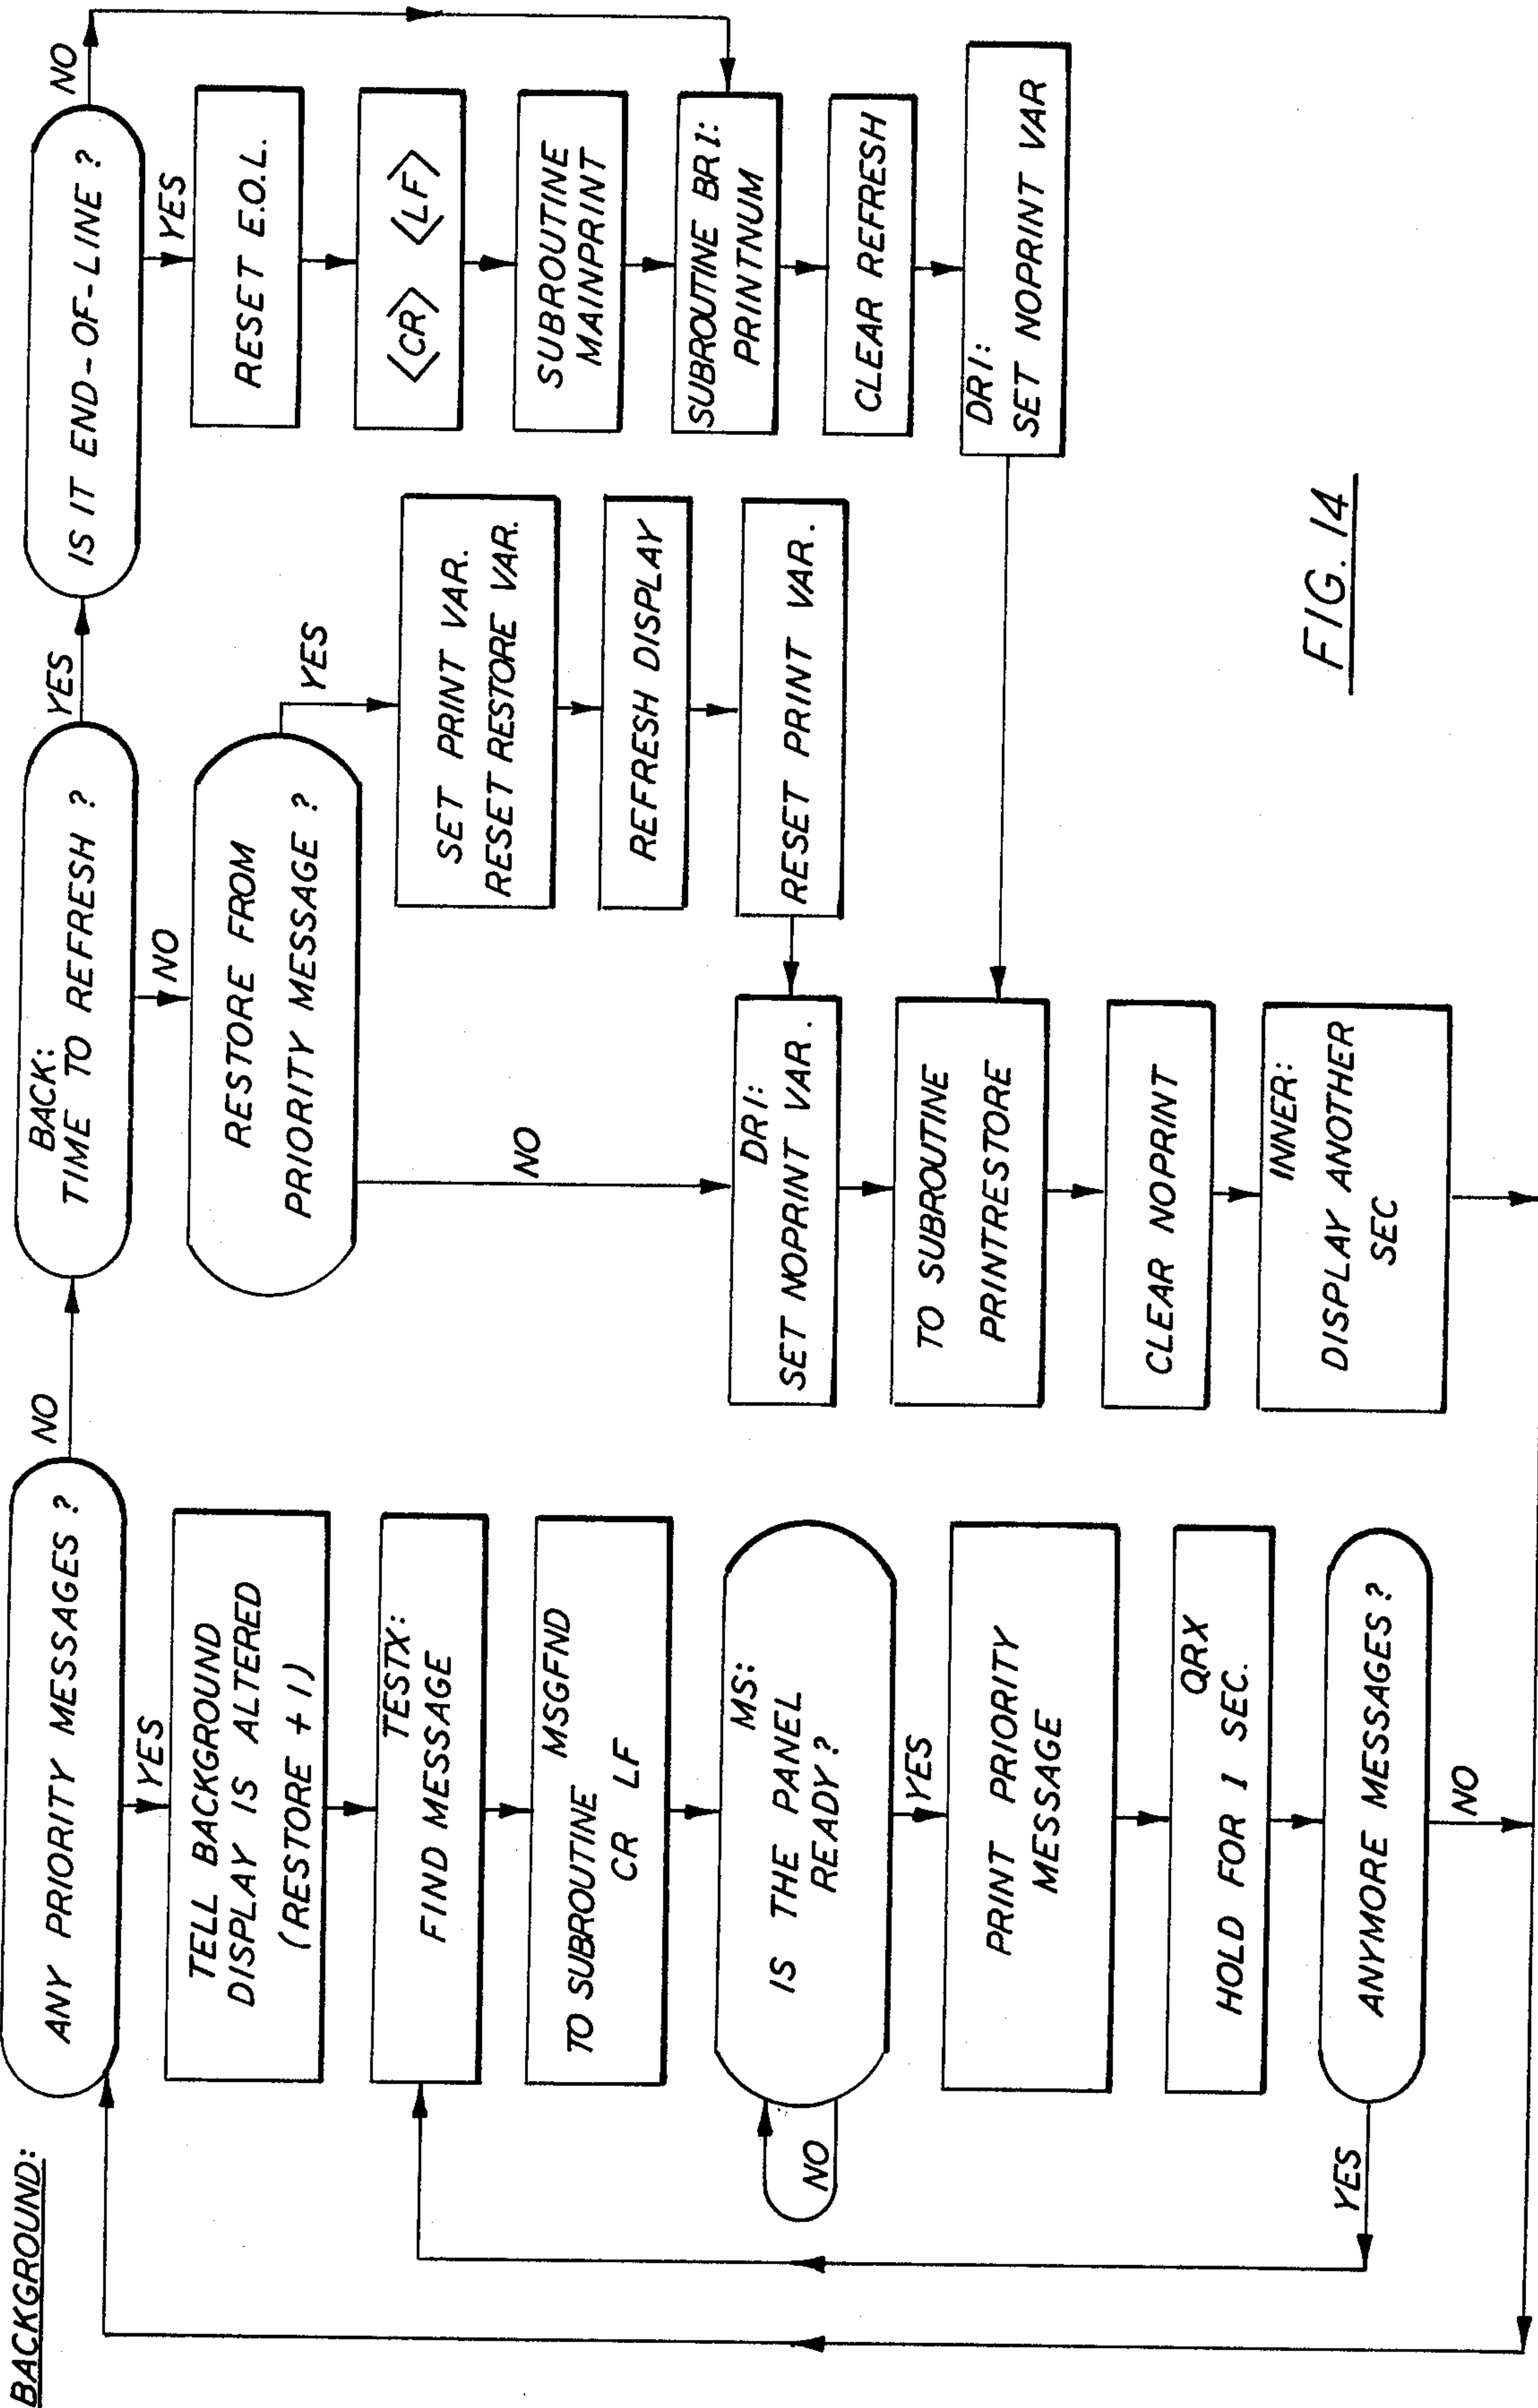 BACKGROUND:
ANY PRIORITY MESSAGES ?
NO
YES
TELL BACKGROUND
DISPLAY IS ALTERED
(RESTORE + 1)
TESTX:
FIND MESSAGE
MSGFND
TO SUBROUTINE
CR LF
MS:
IS THE PANEL
READY?
NO
YES
PRINT PRIORITY
MESSAGE
QRX
HOLD FOR 1 SEC.
ANYMORE MESSAGES?
YES
NO
BACK:
TIME TO REFRESH ?
YES
NO
RESTORE FROM
PRIORITY MESSAGE ?
YES
NO
SET PRINT VAR.
RESET RESTORE VAR.
REFRESH DISPLAY
RESET PRINT VAR.
DR1:
SET NOPRINT VAR.
TO SUBROUTINE
PRINTRESTORE
CLEAR NOPRINT
INNER:
DISPLAY ANOTHER
SEC
IS IT END-OF-LINE ?
NO
YES
RESET E.O.L.
<CR> <LF>
SUBROUTINE
MAINPRINT
SUBROUTINE BR1:
PRINTNUM
CLEAR REFRESH
DR1:
SET NOPRINT VAR
FIG. 14